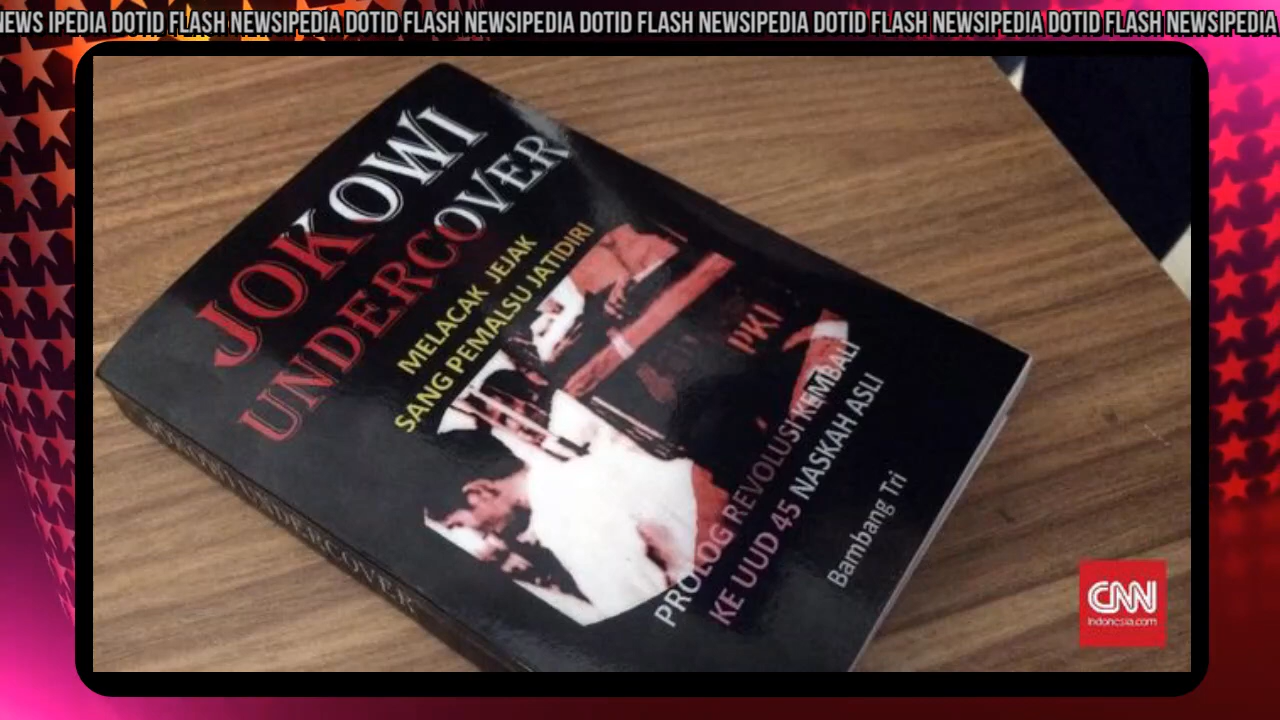 NEWS IPEDIA DOTID FLASH NEWSIPEDIA DOTID FLASH NEWSIPEDIA DOTID FLASH NEWSIPEDIA DOTID FLASH NEWSIPEDIA
JOKOWI
UNDERCOVER
MELACAK JEJAK
SANG PEMALSU JATIDIRI
PKI
PROLOG REVOLUSI KEMBALI
KE UUD 45 NASKAH ASLI
Bambang Tri
JOKOWI UNDERCOVER
CNN
Indonesia.com